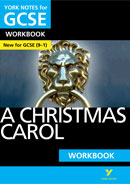 YORK NOTES for
GCSE
WORKBOOK
New for GCSE (9–1)
A CHRISTMAS
CAROL
WORKBOOK